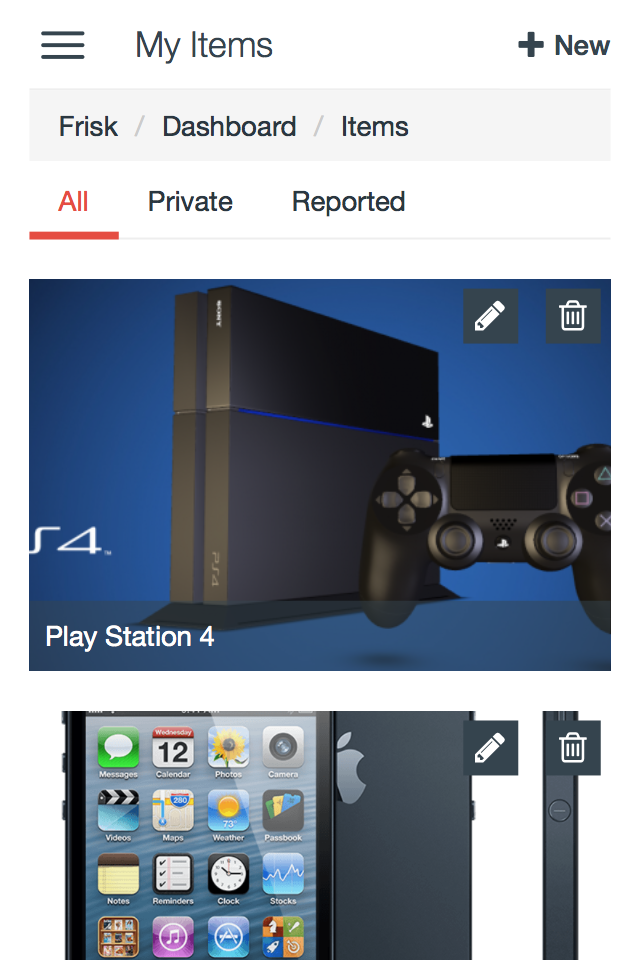 My Items
+ New
Frisk / Dashboard / Items
All Private Reported
SONY
PS4
PS4™
Play Station 4
Wednesday
12
280
73°
Messages Calendar Photos Camera
Videos Maps Weather Passbook
Notes Reminders Clock Stocks